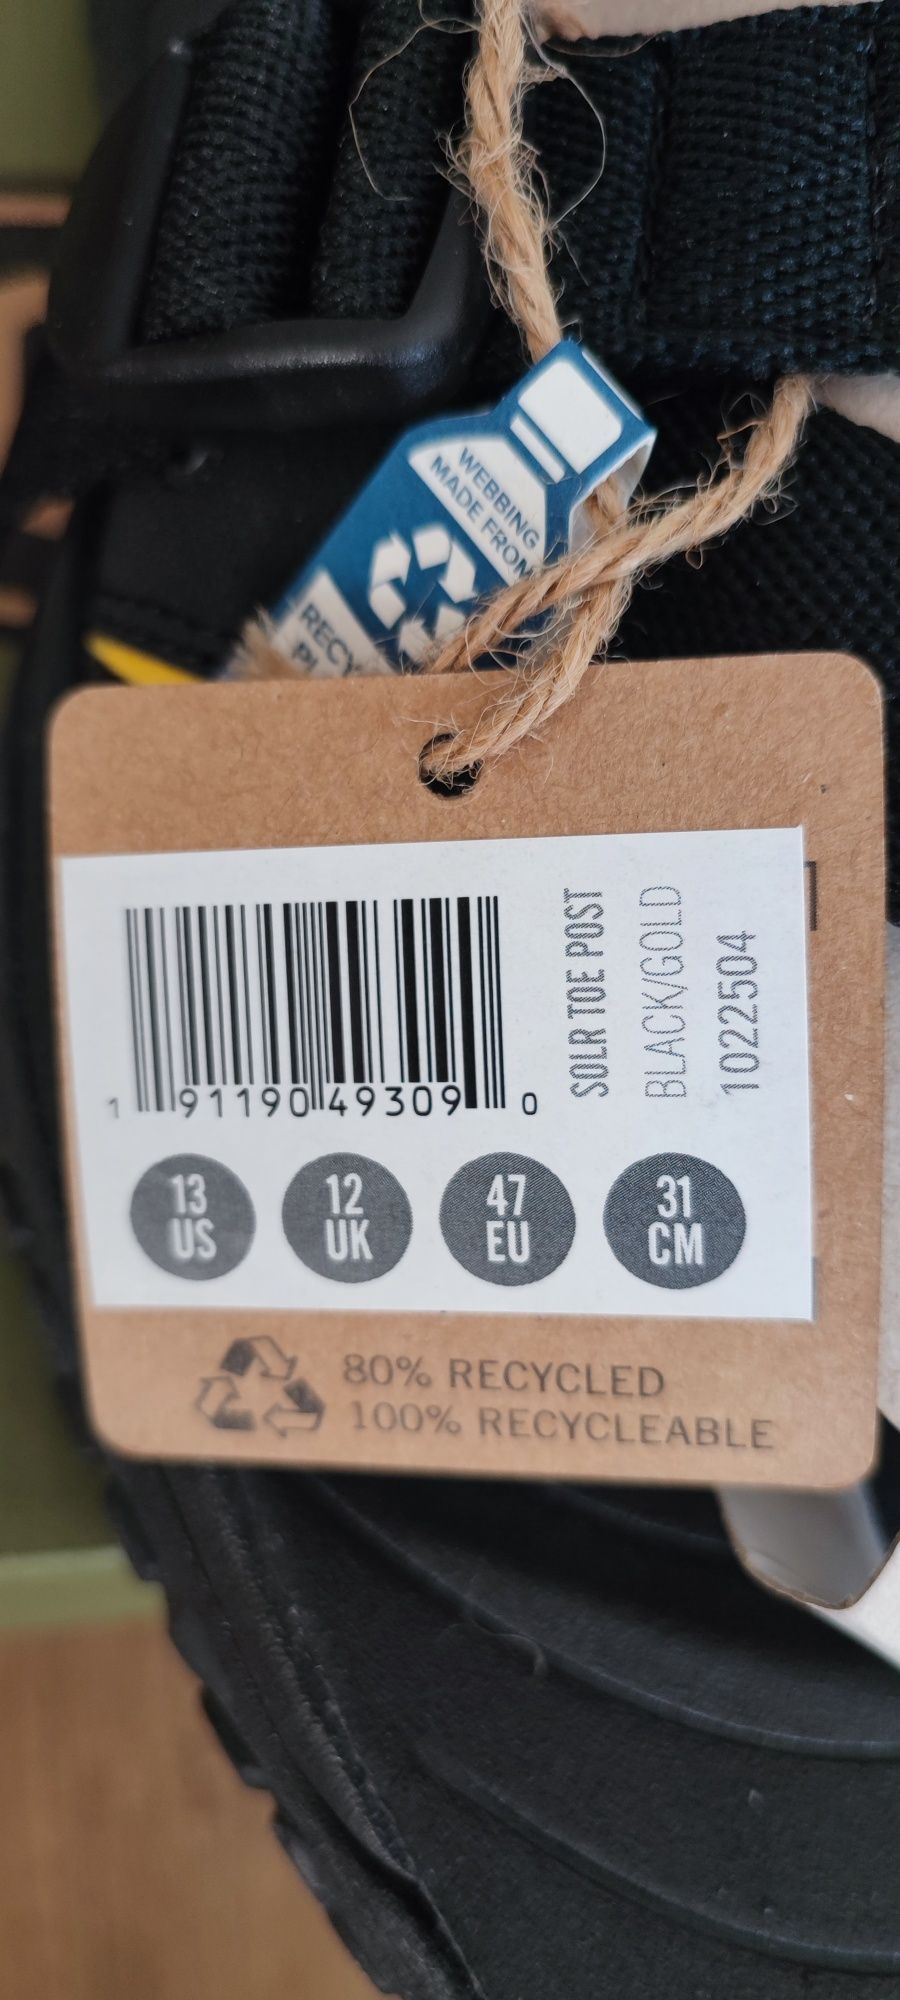 WEBBING
MADE FROM
1 91190 49309 0
SOLR TOE POST
BLACK/GOLD
1022504
13
US
12
UK
47
EU
31
CM
80% RECYCLED
100% RECYCLEABLE